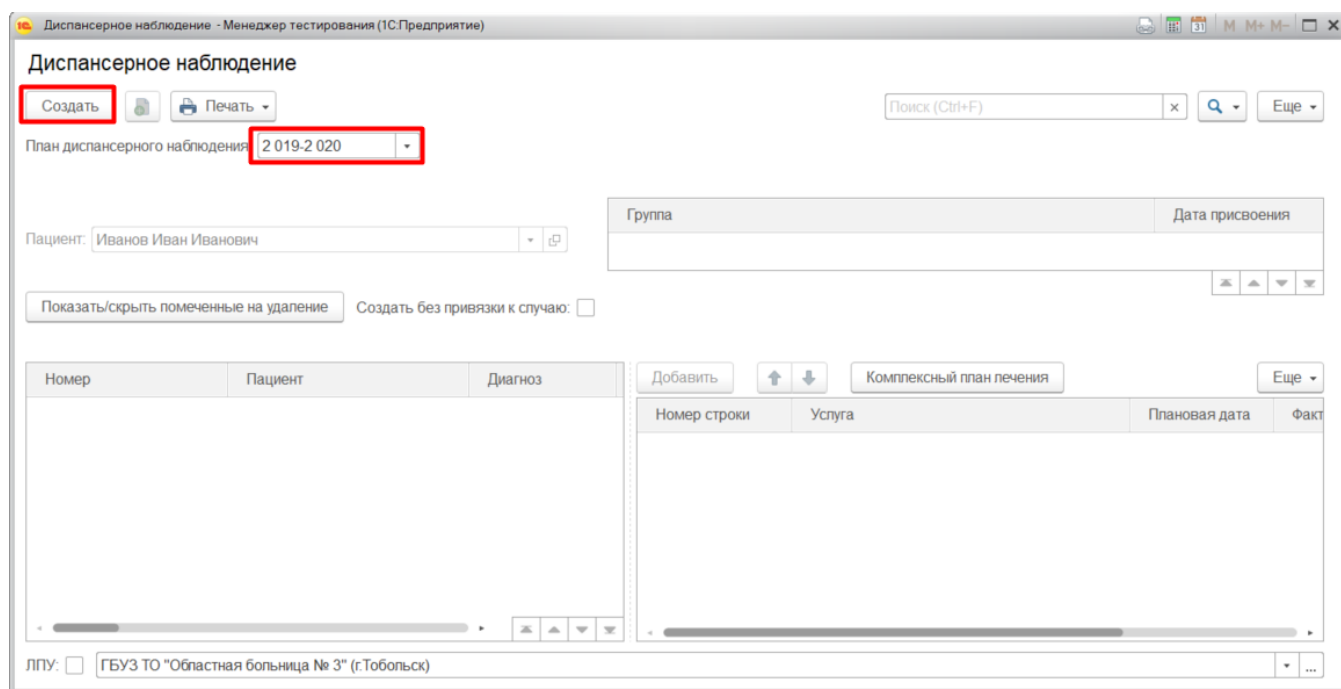 Диспансерное наблюдение - Менеджер тестирования (1С:Предприятие)
31 M M+ M-
Диспансерное наблюдение
Создать Печать Поиск (Ctrl+F) Еще
План диспансерного наблюдения 2 019-2 020
Группа Дата присвоения
Пациент: Иванов Иван Иванович
Показать/скрыть помеченные на удаление Создать без привязки к случаю:
Номер Пациент Диагноз Добавить Комплексный план лечения Еще
Номер строки Услуга Плановая дата Факт
ЛПУ: ГБУЗ ТО "Областная больница № 3" (г.Тобольск) ...